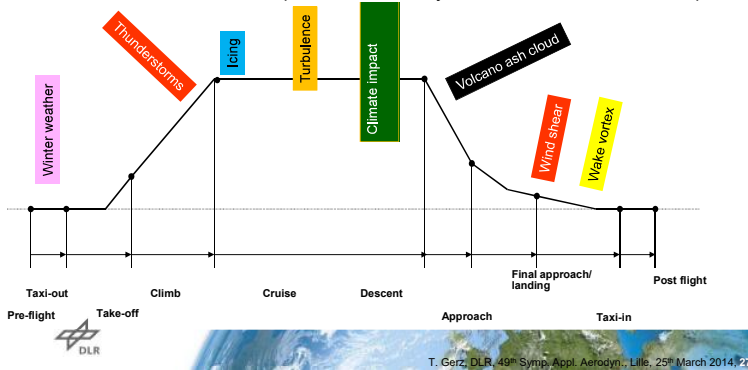 Winter weather
Thunderstorms
Icing
Turbulence
Climate impact
Volcano ash cloud
Wind shear
Wake vortex
Pre-flight
Taxi-out
Take-off
Climb
Cruise
Descent
Approach
Final approach/
landing
Taxi-in
Post flight
DLR
T. Gerz, DLR, 49th Symp. Appl. Aerodyn., Lille, 25th March 2014,